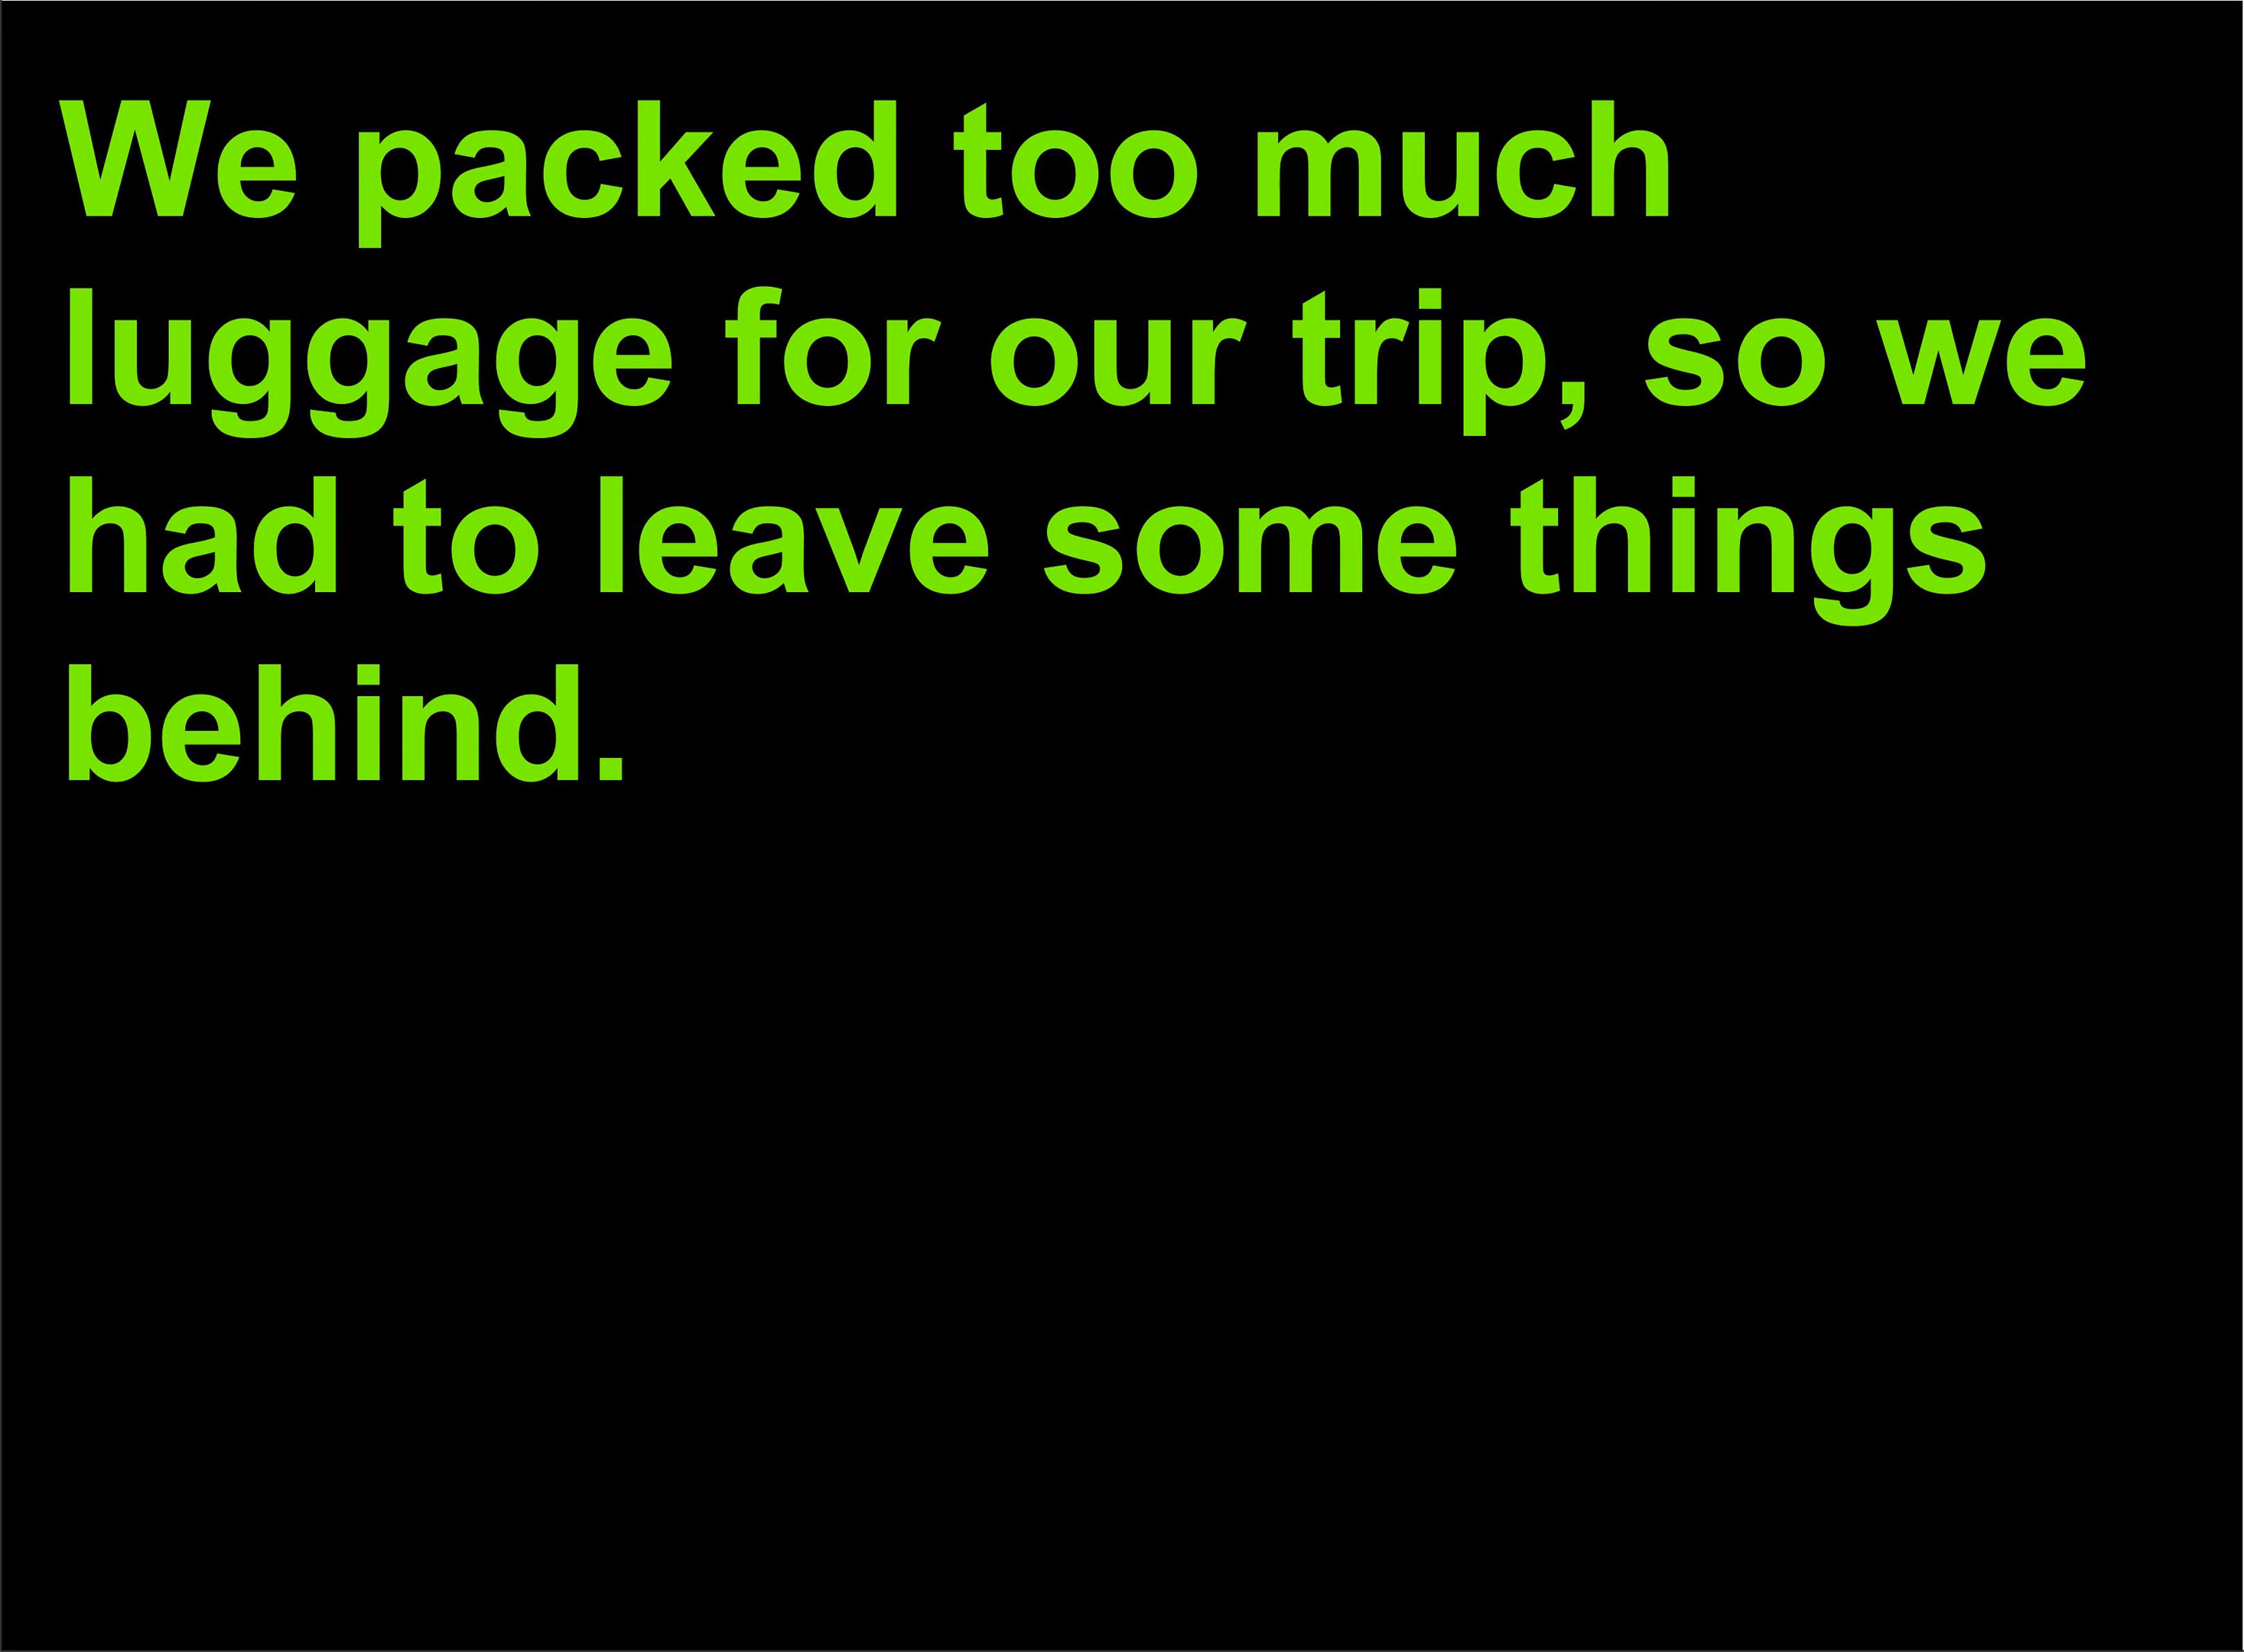 We packed too much
luggage for our trip, so we
had to leave some things
behind.